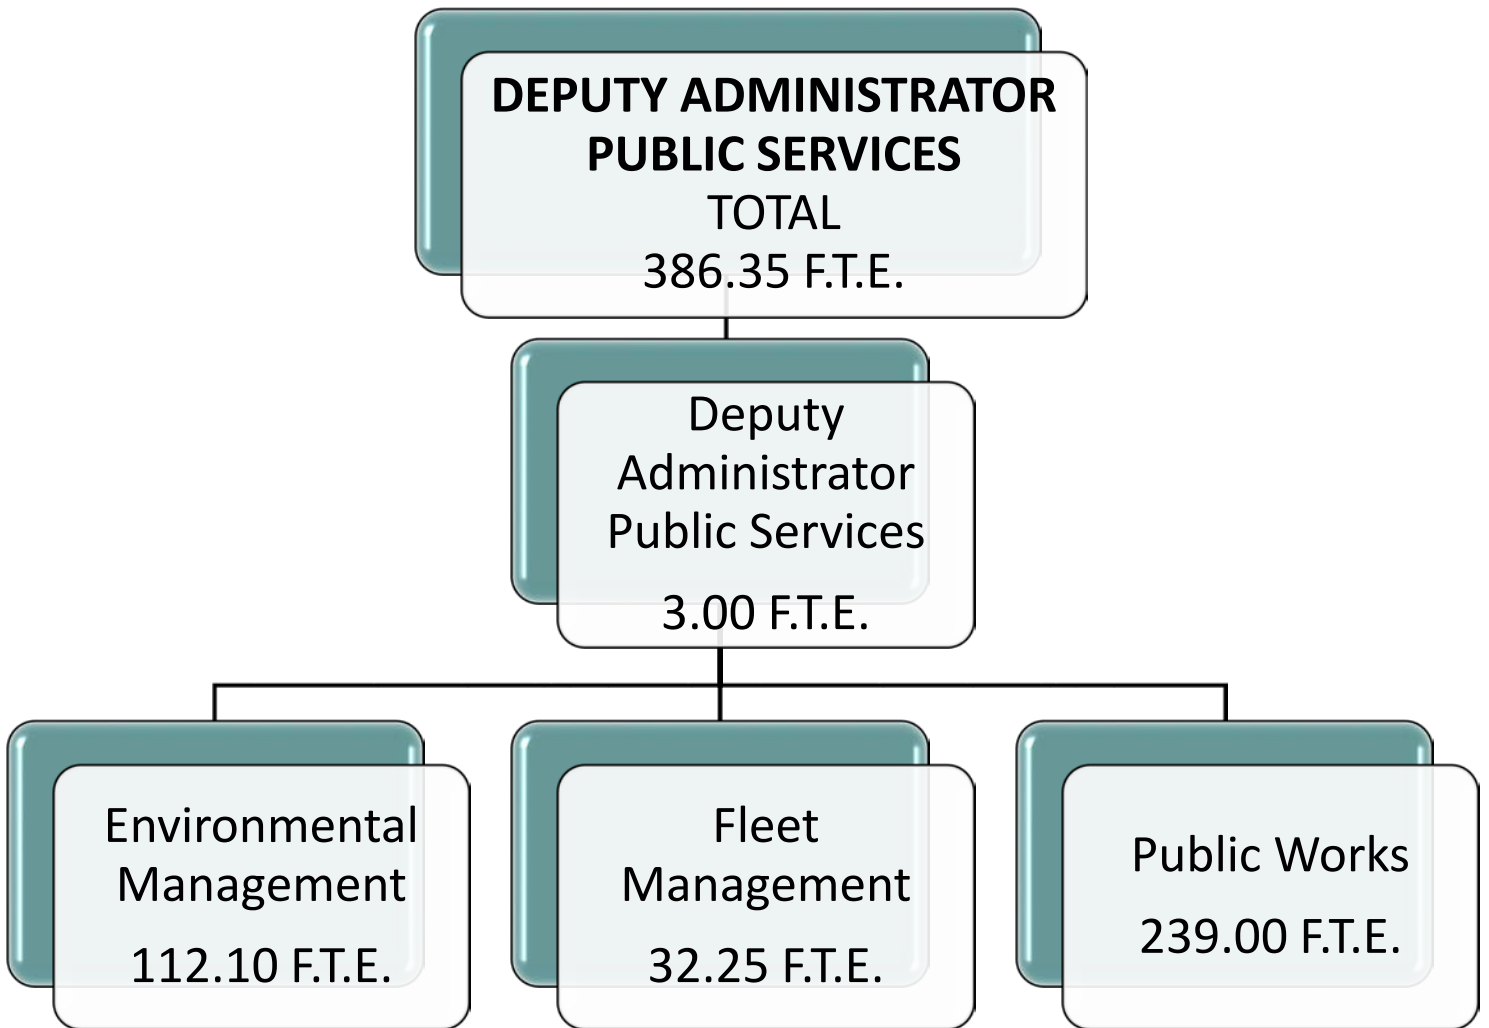 DEPUTY ADMINISTRATOR
PUBLIC SERVICES
TOTAL
386.35 F.T.E.
Deputy
Administrator
Public Services
3.00 F.T.E.
Environmental
Management
112.10 F.T.E.
Fleet
Management
32.25 F.T.E.
Public Works
239.00 F.T.E.